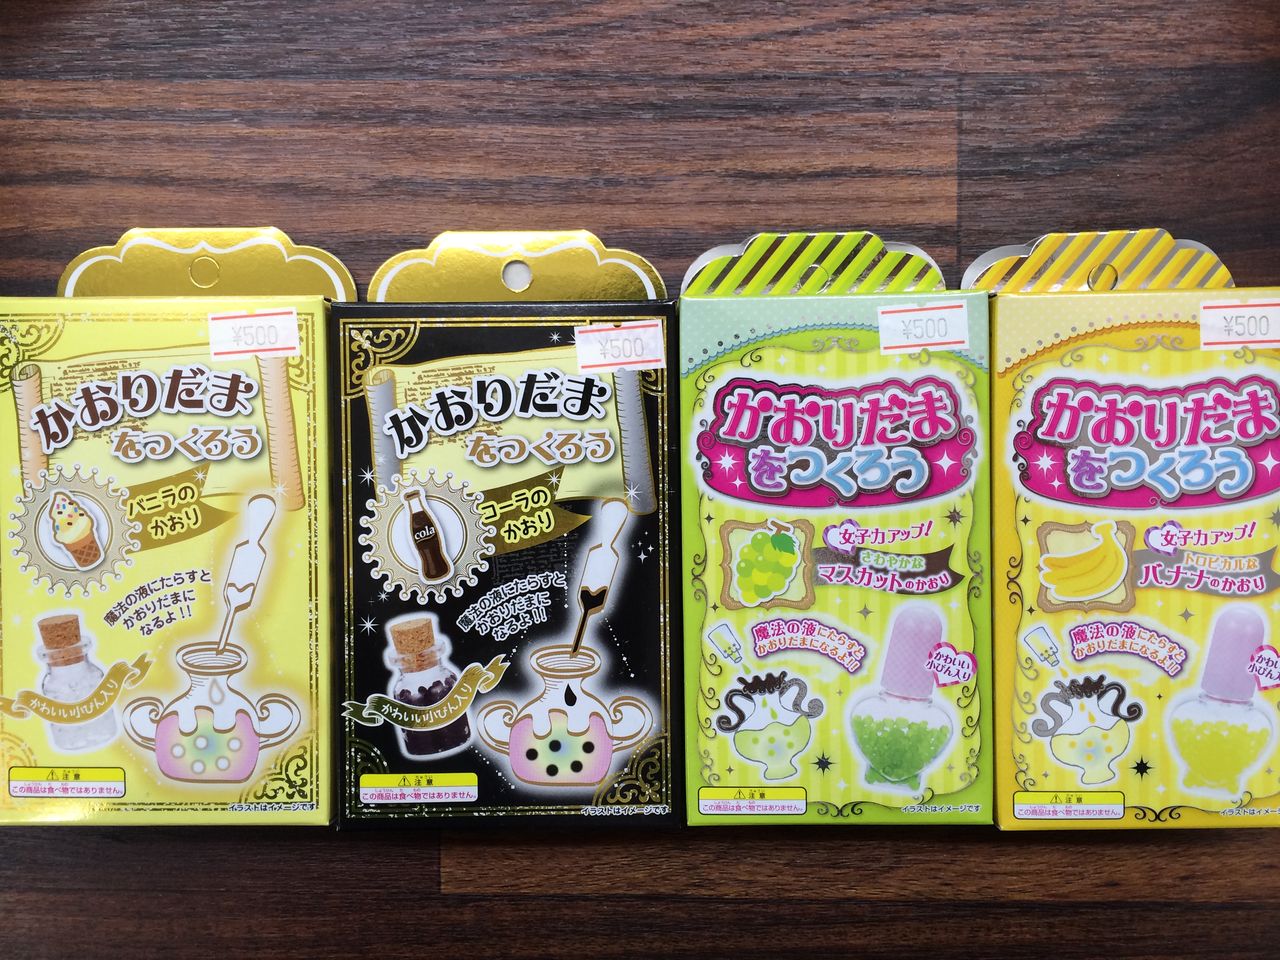 ¥500
かおりだま
をつくろう
バニラの
かおり
魔法の液にたらすと
かおりだまに
なるよ!!
かわいい小びん入り
注意
この商品は食べ物ではありません。
イラストはイメージです
¥500
かおりだま
をつくろう
cola
コーラの
かおり
魔法の液にたらすと
かおりだまに
なるよ!!
かわいい小びん入り
注意
この商品は食べ物ではありません。
イラストはイメージです
¥500
かおりだま
をつくろう
女子力アップ!
さわやかな
マスカットのかおり
魔法の液にたらすと
かおりだまになるよ!!
かわいい
小びん入り
注意
この商品は食べ物ではありません。
イラストはイメージです
¥500
かおりだま
をつくろう
女子力アップ!
トロピカルな
バナナのかおり
魔法の液にたらすと
かおりだまになるよ!!
かわいい
小びん入
注意
この商品は食べ物ではありません。
イラストはイメー